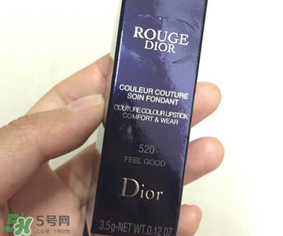 ROUGE
DIOR
COULEUR COUTURE
SOIN FONDANT
COUTURE COLOUR LIPSTICK
COMFORT & WEAR
520
FEEL GOOD
Dior
3,5g-NET WT.0.12 OZ
5号网